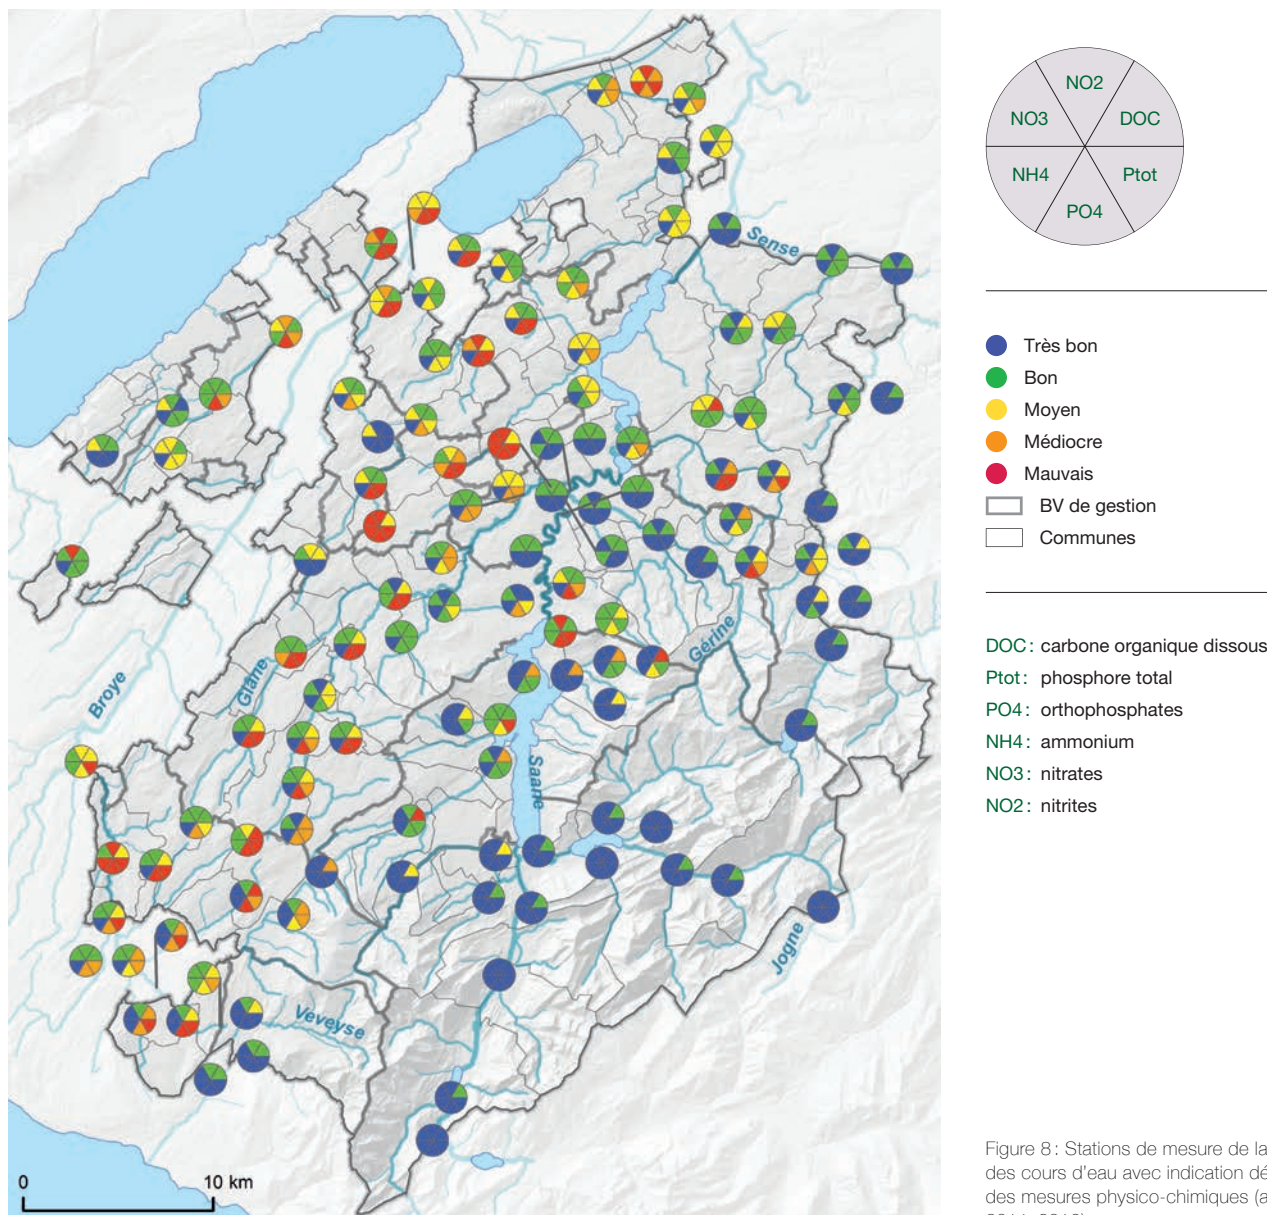 NO2
NO3
DOC
NH4
Ptot
PO4
Très bon
Bon
Moyen
Médiocre
Mauvais
BV de gestion
Communes
DOC : carbone organique dissous
Ptot : phosphore total
PO4 : orthophosphates
NH4 : ammonium
NO3 : nitrates
NO2 : nitrites
Sense
Gérine
Glâne
Broye
Saane
Jogne
Veveyse
0 10 km
Figure 8 : Stations de mesure de la
des cours d'eau avec indication dé
des mesures physico-chimiques (a